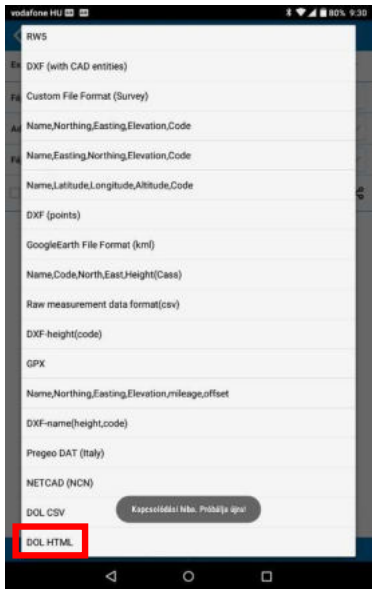 vodafone HU 80% 9:30
RW5
Ex
DXF (with CAD entities)
Custom File Format (Survey)
Name,Northing,Easting,Elevation,Code
Name,Easting,Northing,Elevation,Code
Name,Latitude,Longitude,Altitude,Code
DXF (points)
GoogleEarth File Format (kml)
Name,Code,North,East,Height(Cass)
Raw measurement data format(csv)
DXF-height(code)
GPX
Name,Northing,Easting,Elevation,mileage,offset
DXF-name(height,code)
Pregeo DAT (Italy)
NETCAD (NCN)
DOL CSV
Kapcsolódási hiba. Próbálja újra!
DOL HTML